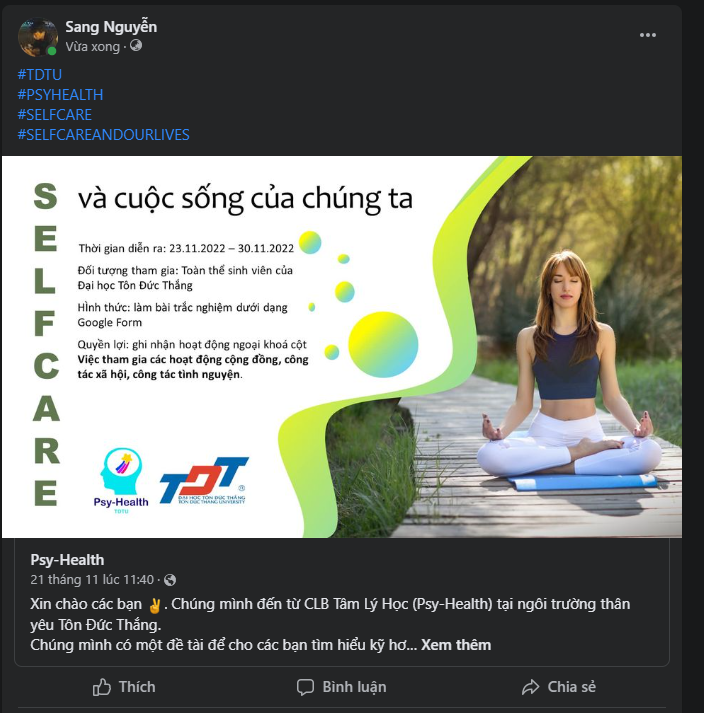 Sang Nguyễn
Vừa xong ·
#TDTU
#PSYHEALTH
#SELFCARE
#SELFCAREANDOURLIVES
SELFCARE
và cuộc sống của chúng ta
Thời gian diễn ra: 23.11.2022 – 30.11.2022
Đối tượng tham gia: Toàn thể sinh viên của
Đại học Tôn Đức Thắng
Hình thức: làm bài trắc nghiệm dưới dạng
Google Form
Quyền lợi: ghi nhận hoạt động ngoại khoá cột
Việc tham gia các hoạt động cộng đồng, công
tác xã hội, công tác tình nguyện.
Psy-Health
TDTU
TDT
®
ĐẠI HỌC TÔN ĐỨC THẮNG
TON DUC THANG UNIVERSITY
Psy-Health
21 tháng 11 lúc 11:40 ·
Xin chào các bạn ✌️. Chúng mình đến từ CLB Tâm Lý Học (Psy-Health) tại ngôi trường thân
yêu Tôn Đức Thắng.
Chúng mình có một đề tài để cho các bạn tìm hiểu kỹ hơ... Xem thêm
Thích
Bình luận
Chia sẻ